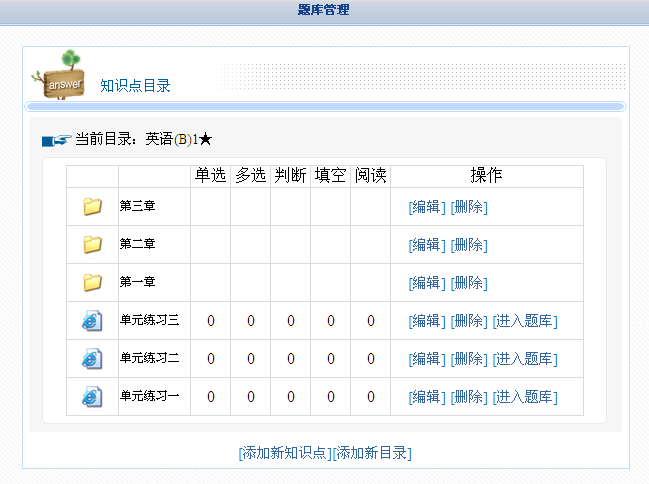 题库管理
answer
知识点目录
当前目录：英语(B)1★
单选 多选 判断 填空 阅读 操作
第三章 [编辑] [删除]
第二章 [编辑] [删除]
第一章 [编辑] [删除]
单元练习三 0 0 0 0 0 [编辑] [删除] [进入题库]
单元练习二 0 0 0 0 0 [编辑] [删除] [进入题库]
单元练习一 0 0 0 0 0 [编辑] [删除] [进入题库]
[添加新知识点][添加新目录]